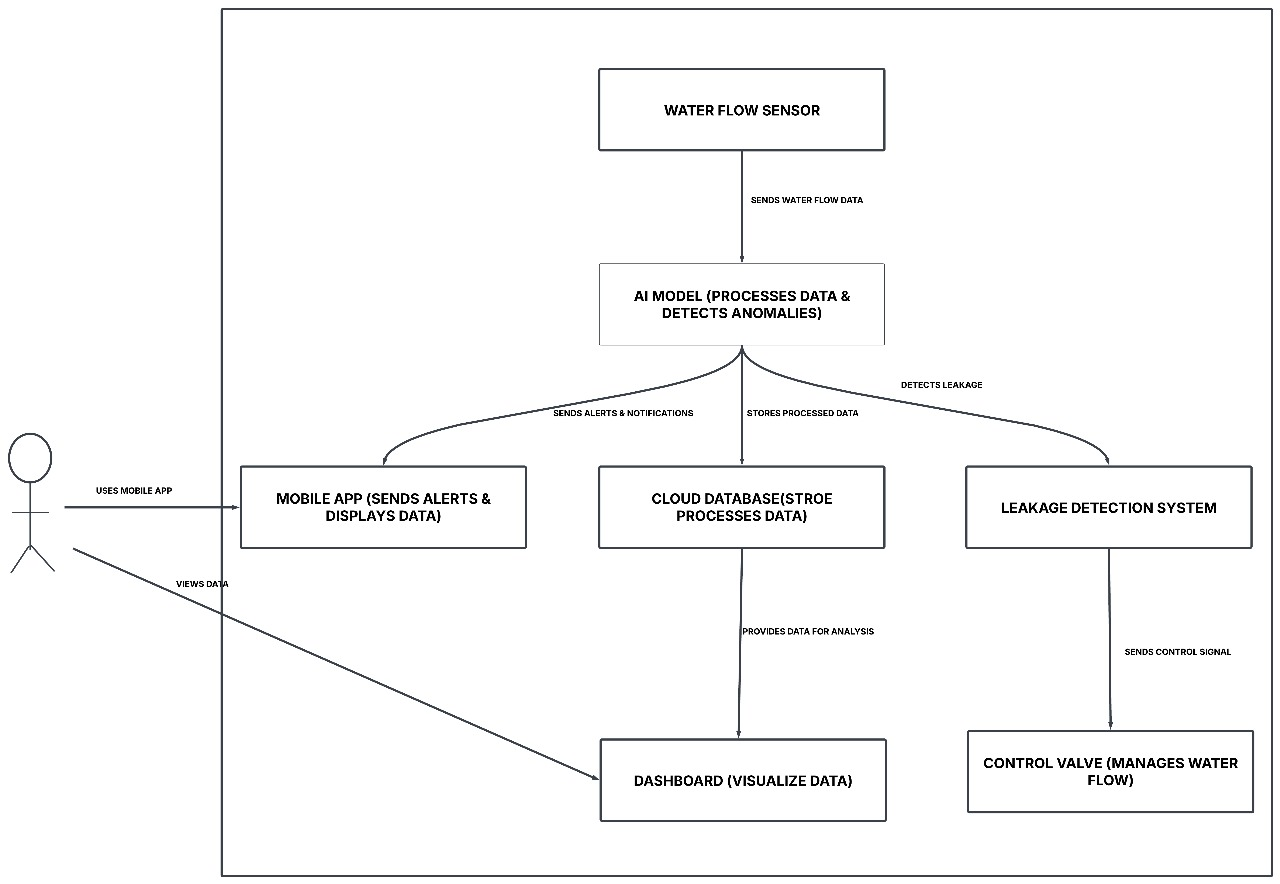 WATER FLOW SENSOR
SENDS WATER FLOW DATA
AI MODEL (PROCESSES DATA &
DETECTS ANOMALIES)
DETECTS LEAKAGE
SENDS ALERTS & NOTIFICATIONS
STORES PROCESSED DATA
USES MOBILE APP
MOBILE APP (SENDS ALERTS &
DISPLAYS DATA)
CLOUD DATABASE(STROE
PROCESSES DATA)
LEAKAGE DETECTION SYSTEM
VIEWS DATA
PROVIDES DATA FOR ANALYSIS
SENDS CONTROL SIGNAL
DASHBOARD (VISUALIZE DATA)
CONTROL VALVE (MANAGES WATER
FLOW)